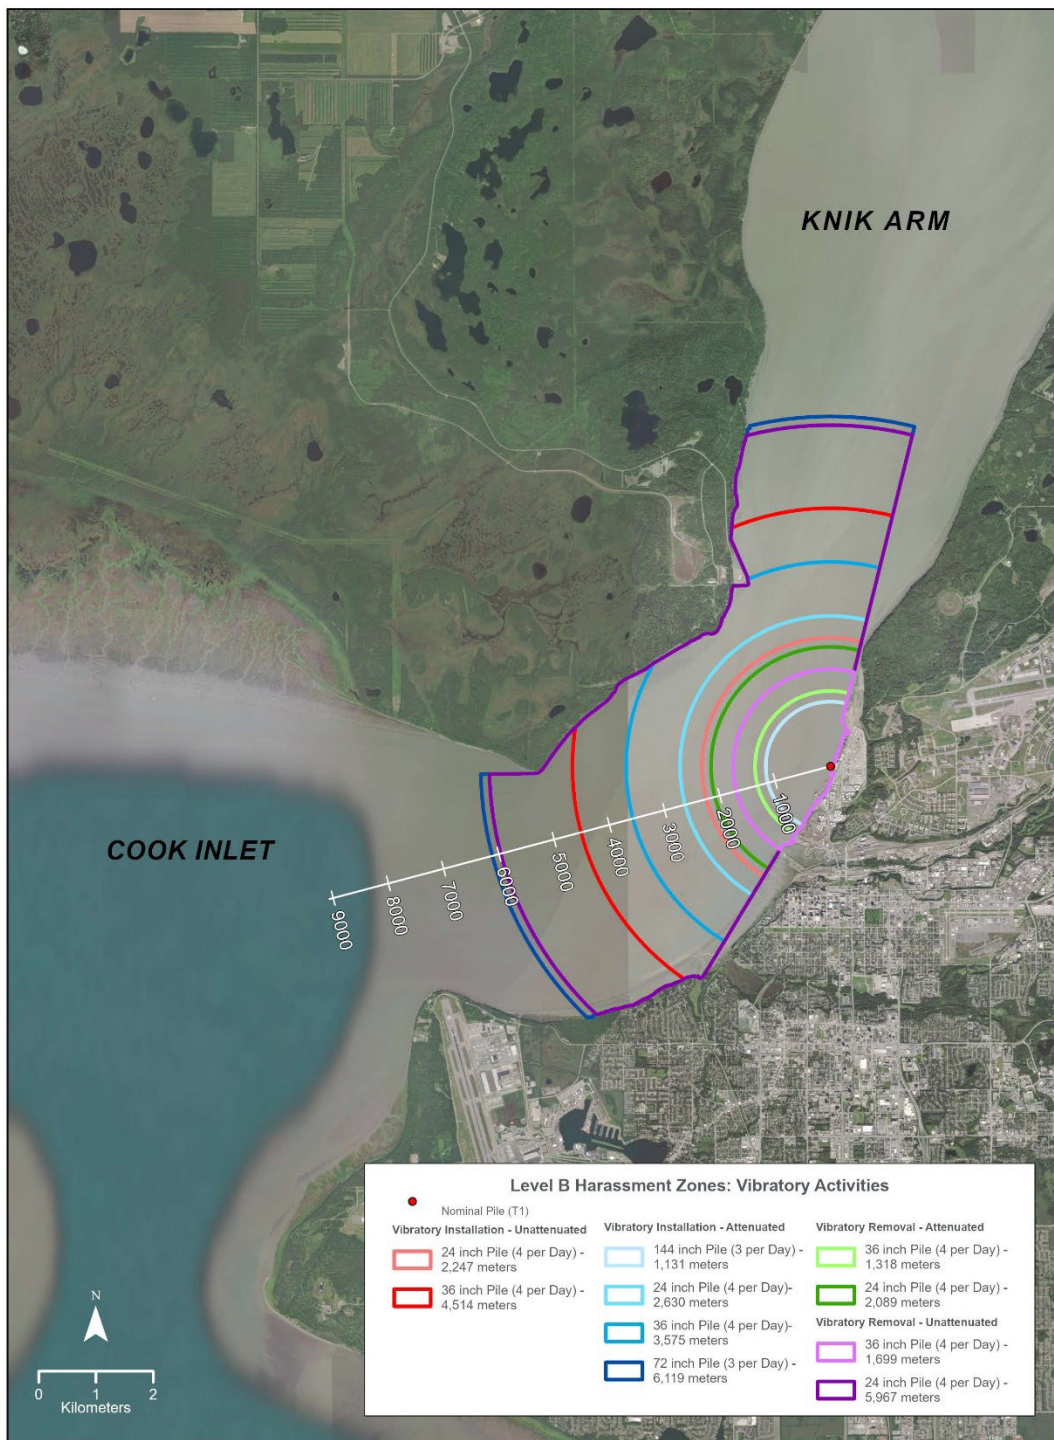 KNIK ARM
COOK INLET
1000
2000
3000
4000
5000
6000
7000
8000
9000
N
0 1 2
Kilometers
Level B Harassment Zones: Vibratory Activities
Nominal Pile (T1)
Vibratory Installation - Unattenuated
24 inch Pile (4 per Day) -
2,247 meters
36 inch Pile (4 per Day) -
4,514 meters
Vibratory Installation - Attenuated
144 inch Pile (3 per Day) -
1,131 meters
24 inch Pile (4 per Day)-
2,630 meters
36 inch Pile (4 per Day)-
3,575 meters
72 inch Pile (3 per Day) -
6,119 meters
Vibratory Removal - Attenuated
36 inch Pile (4 per Day) -
1,318 meters
24 inch Pile (4 per Day) -
2,089 meters
Vibratory Removal - Unattenuated
36 inch Pile (4 per Day) -
1,699 meters
24 inch Pile (4 per Day) -
5,967 meters